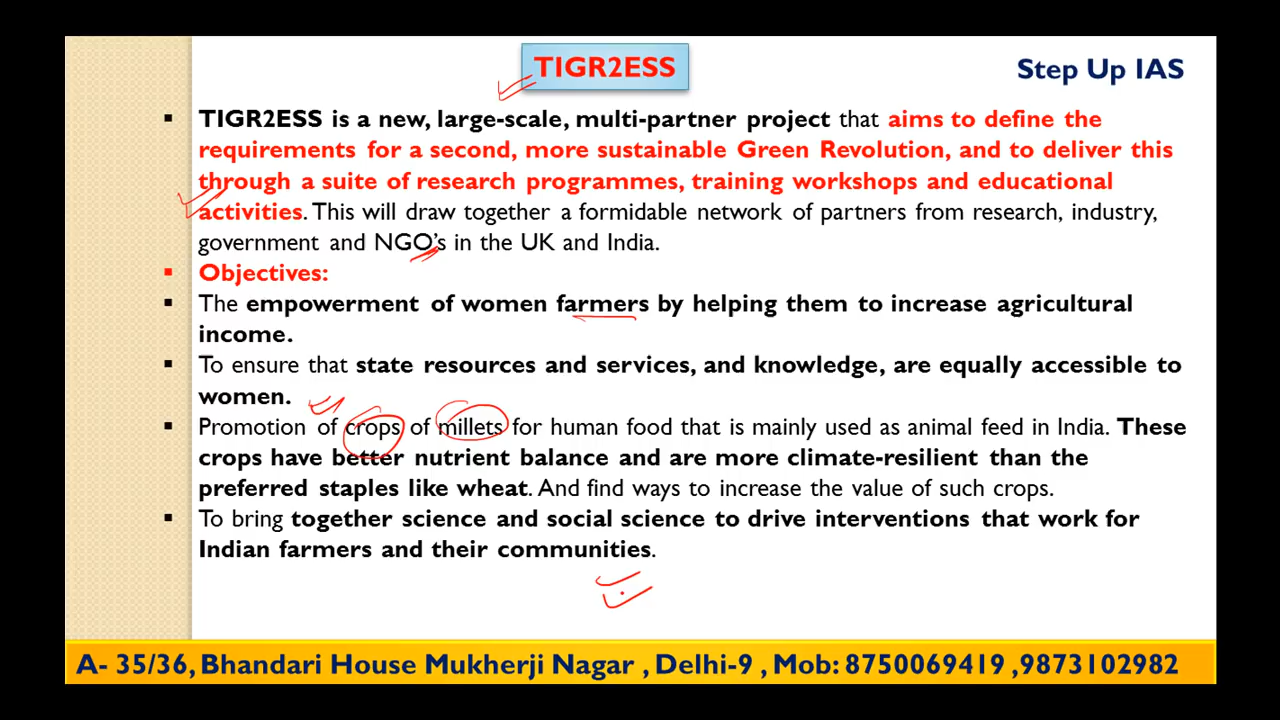 TIGR2ESS
Step Up IAS
▪ TIGR2ESS is a new, large-scale, multi-partner project that aims to define the
requirements for a second, more sustainable Green Revolution, and to deliver this
through a suite of research programmes, training workshops and educational
activities. This will draw together a formidable network of partners from research, industry,
government and NGO's in the UK and India.
▪ Objectives:
▪ The empowerment of women farmers by helping them to increase agricultural
income.
▪ To ensure that state resources and services, and knowledge, are equally accessible to
women.
▪ Promotion of crops of millets for human food that is mainly used as animal feed in India. These
crops have better nutrient balance and are more climate-resilient than the
preferred staples like wheat. And find ways to increase the value of such crops.
▪ To bring together science and social science to drive interventions that work for
Indian farmers and their communities.
A- 35/36, Bhandari House Mukherji Nagar , Delhi-9 , Mob: 8750069419 ,9873102982